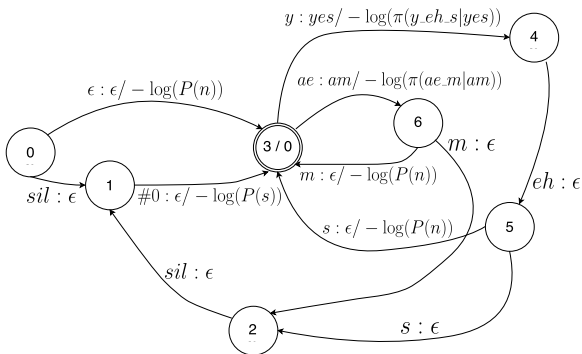 y : yes/ − log(π(y_eh_s|yes))
4
ϵ : ϵ/ − log(P(n))
ae : am/ − log(π(ae_m|am))
6
3 / 0
m : ϵ
0
m : ϵ/ − log(P(n))
1
sil : ϵ
#0 : ϵ/ − log(P(s))
eh : ϵ
s : ϵ/ − log(P(n))
5
sil : ϵ
2
s : ϵ